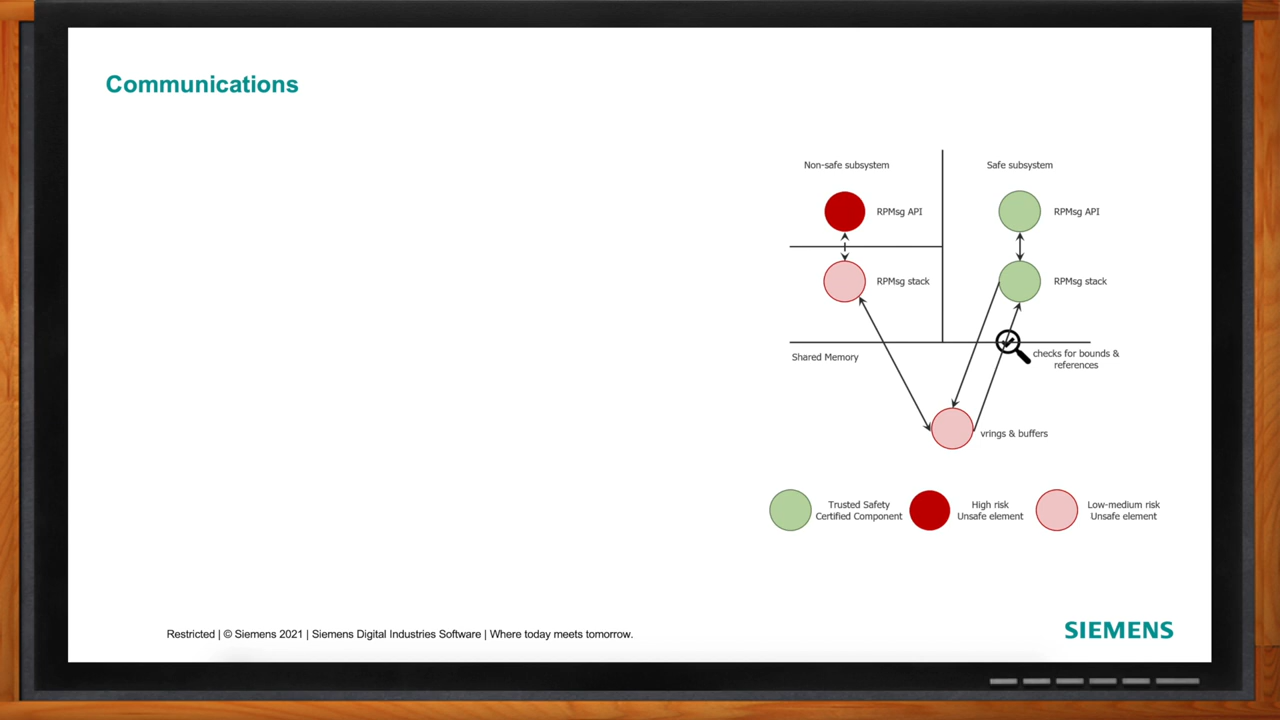 Communications
Non-safe subsystem
Safe subsystem
RPMsg API
RPMsg API
RPMsg stack
RPMsg stack
Shared Memory
checks for bounds &
references
vrings & buffers
Trusted Safety
Certified Component
High risk
Unsafe element
Low-medium risk
Unsafe element
Restricted | © Siemens 2021 | Siemens Digital Industries Software | Where today meets tomorrow.
SIEMENS